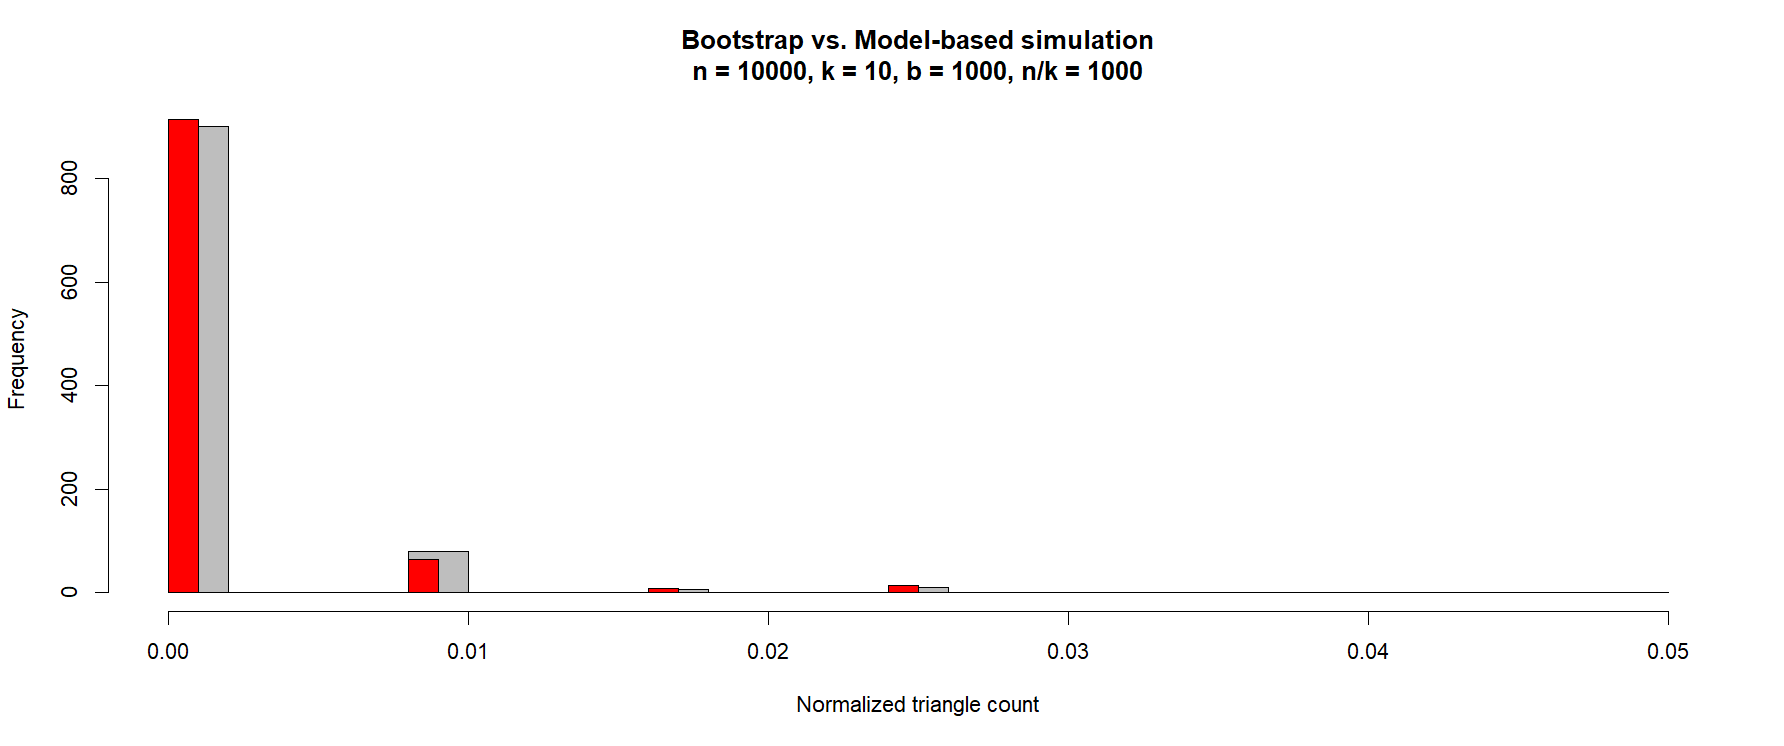 Bootstrap vs. Model-based simulation
n = 10000, k = 10, b = 1000, n/k = 1000
Frequency
800
600
400
200
0
0.00 0.01 0.02 0.03 0.04 0.05
Normalized triangle count